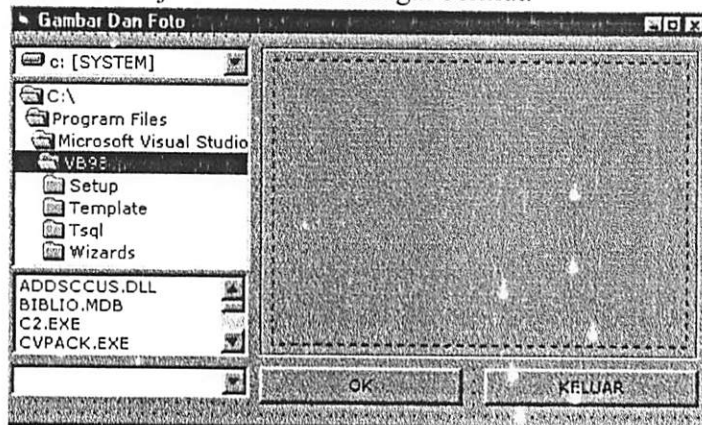 Gambar Dan Foto
c: [SYSTEM]
C:\
Program Files
Microsoft Visual Studio
VB98
Setup
Template
Tsql
Wizards
ADDSCCUS.DLL
BIBLIO.MDB
C2.EXE
CVPACK.EXE
OK
KELUAR